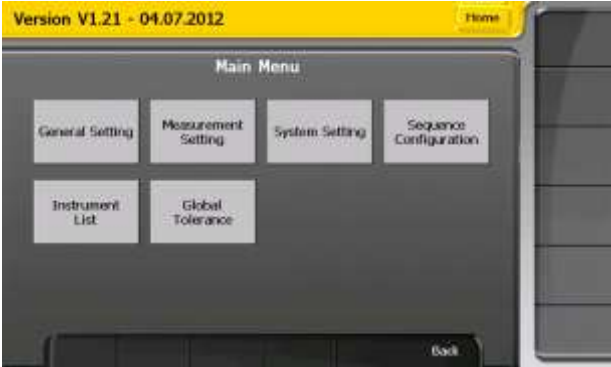 Version V1.21 - 04.07.2012
Home
Main Menu
General Setting
Measurement
Setting
System Setting
Sequence
Configuration
Instrument
List
Global
Tolerance
Back